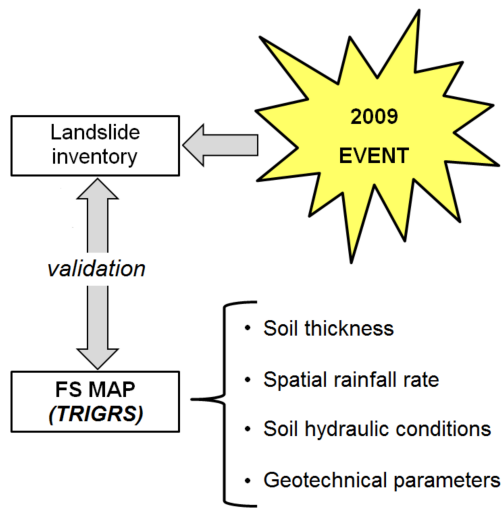 2009
EVENT
Landslide
inventory
validation
FS MAP
(TRIGRS)
• Soil thickness
• Spatial rainfall rate
• Soil hydraulic conditions
• Geotechnical parameters